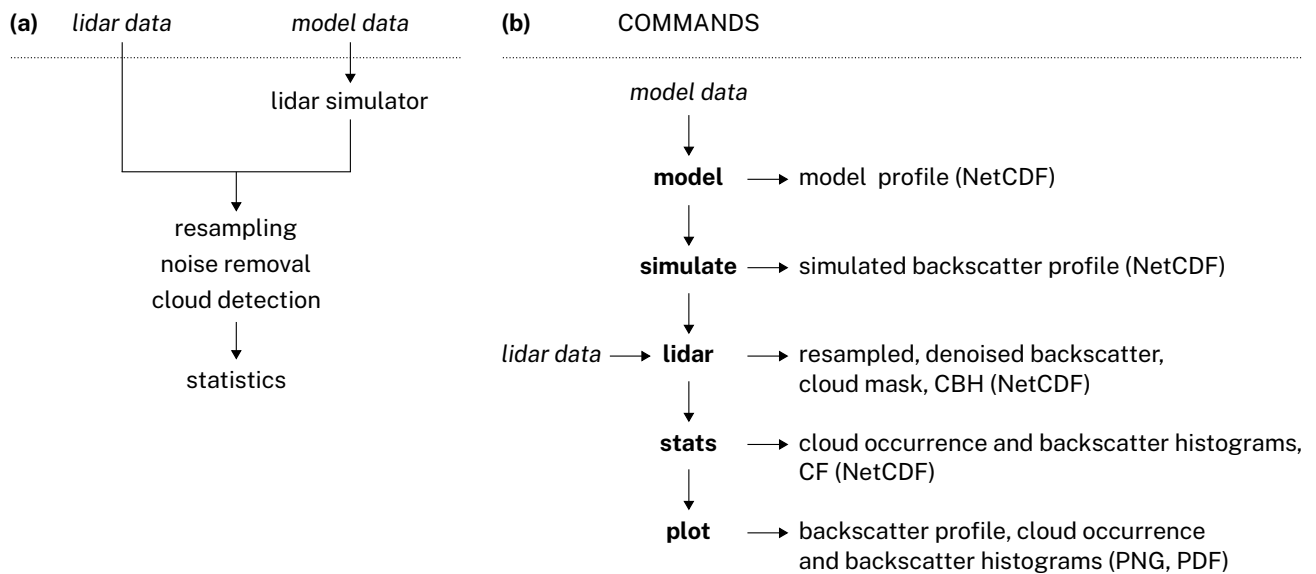 (a) lidar data model data
lidar simulator
resampling
noise removal
cloud detection
statistics
(b) COMMANDS
model data
model model profile (NetCDF)
simulate simulated backscatter profile (NetCDF)
lidar data lidar resampled, denoised backscatter,
cloud mask, CBH (NetCDF)
stats cloud occurrence and backscatter histograms,
CF (NetCDF)
plot backscatter profile, cloud occurrence
and backscatter histograms (PNG, PDF)